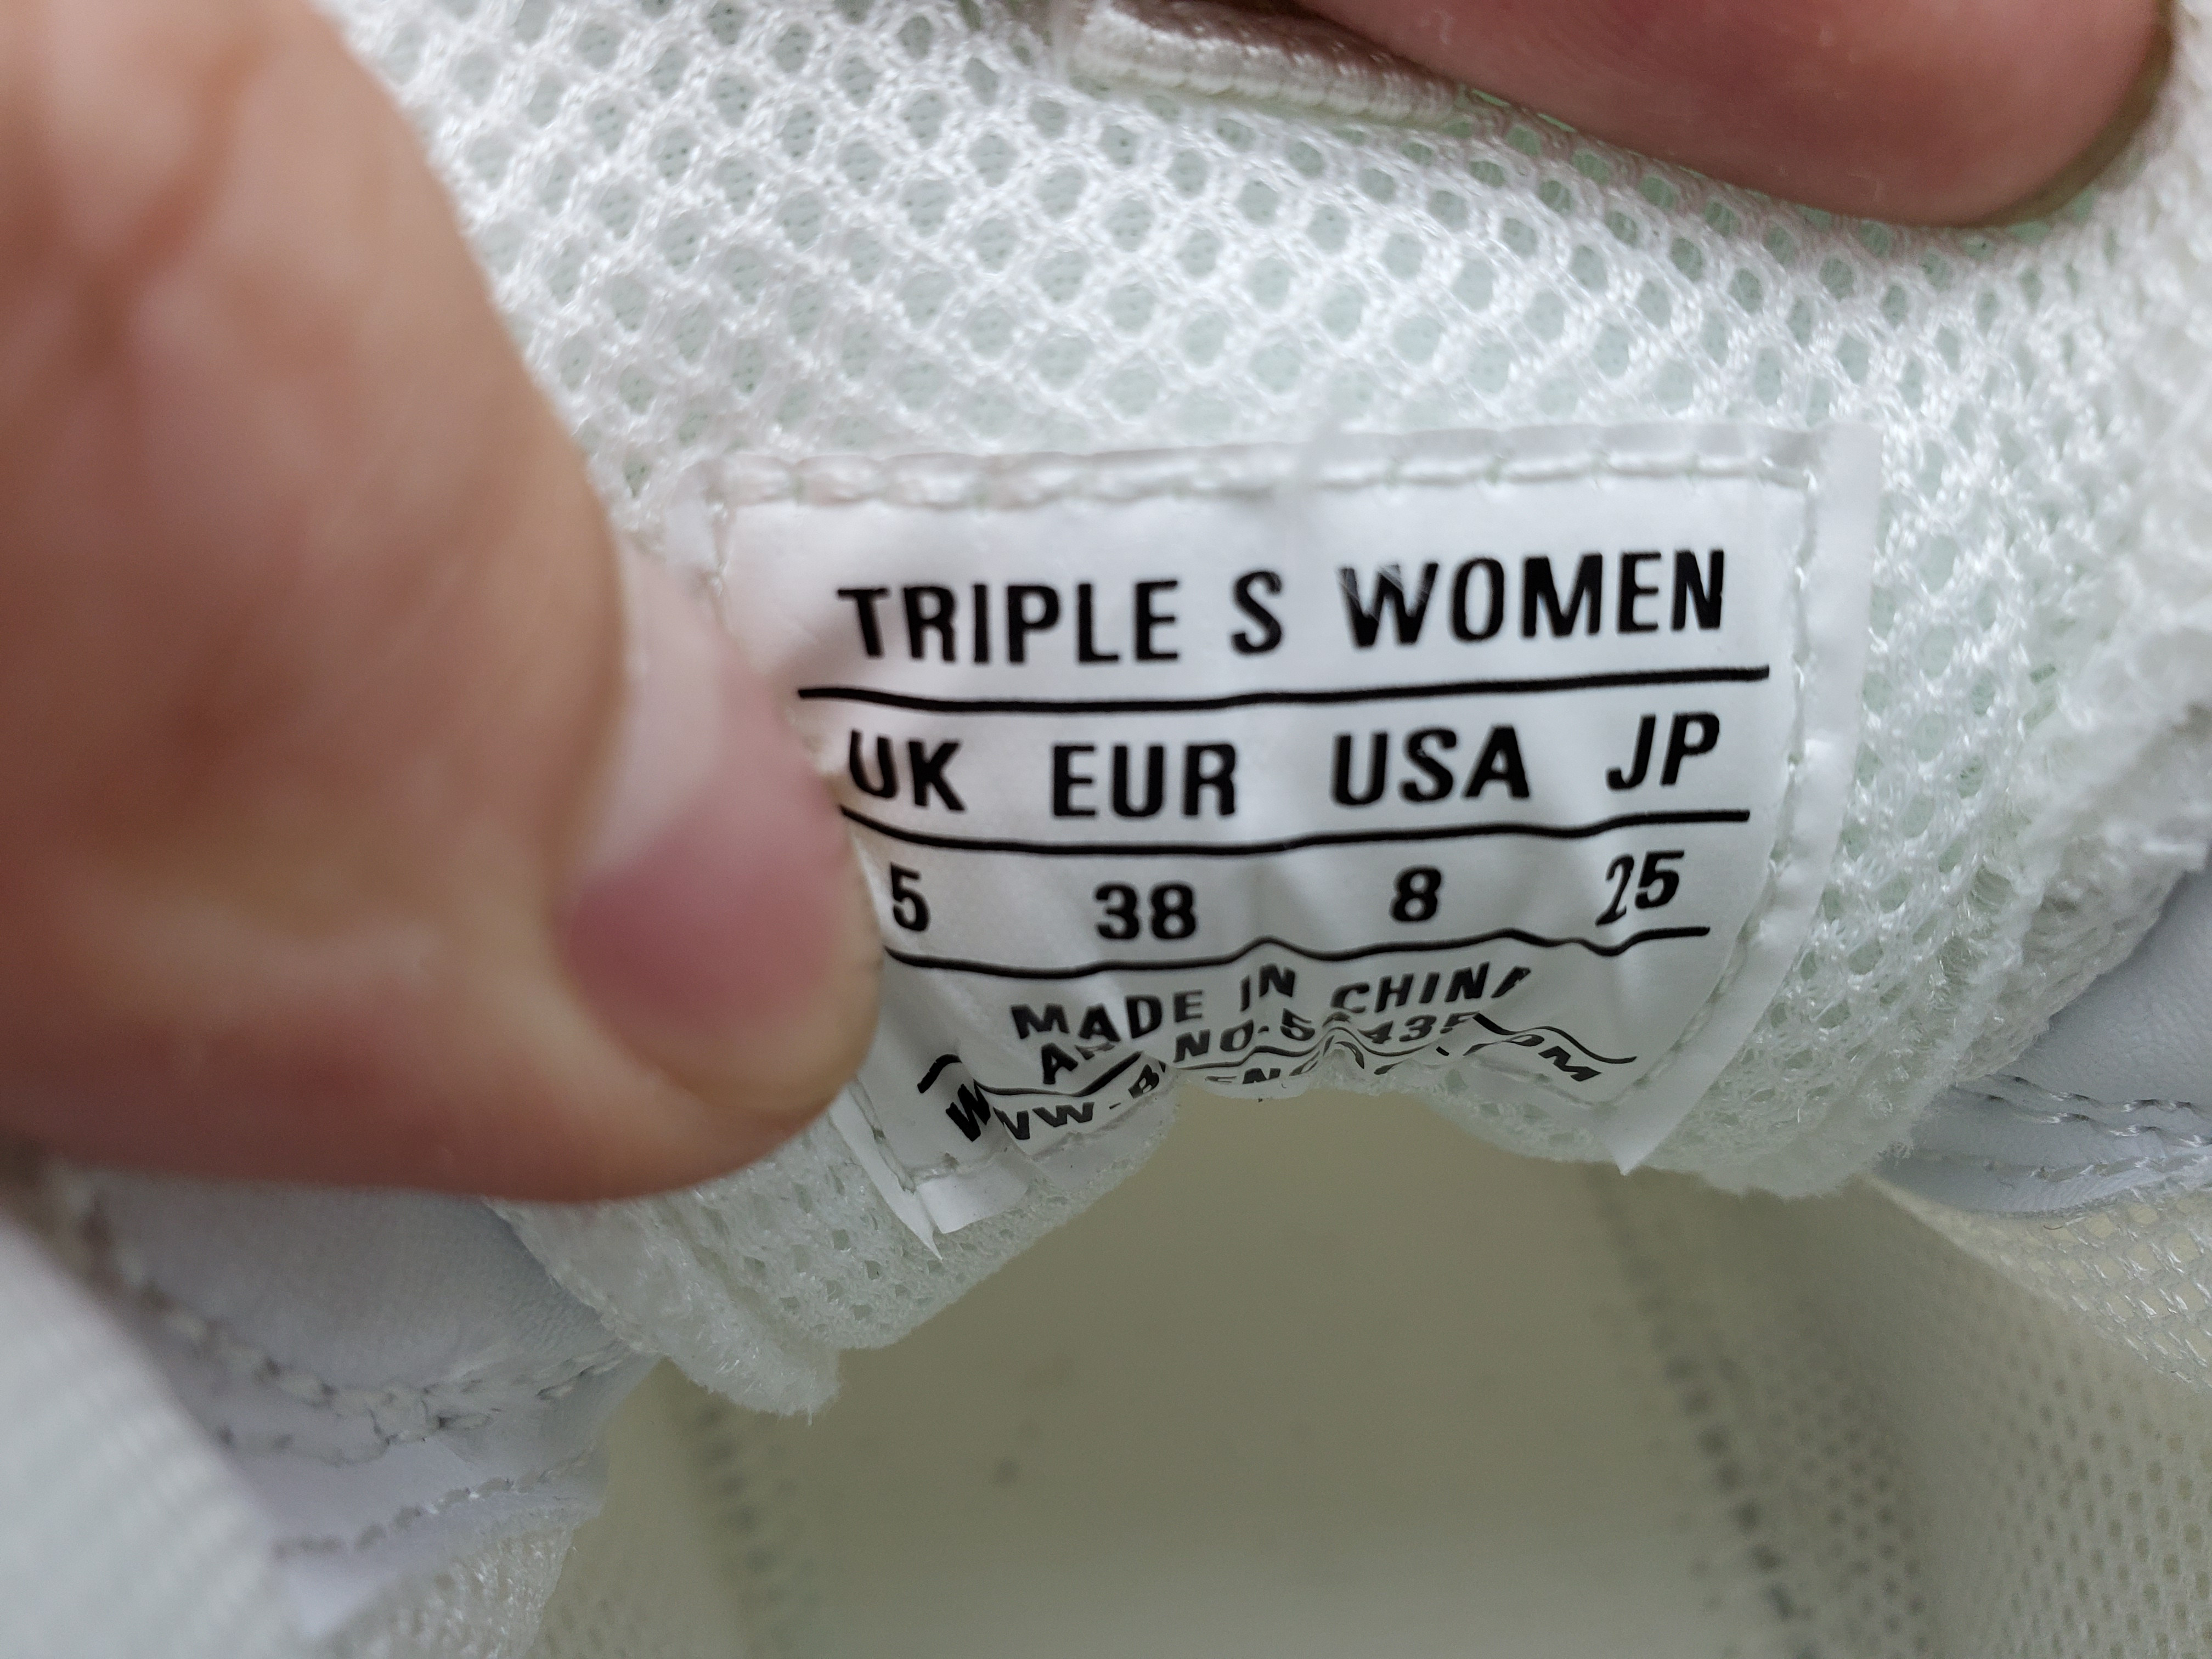 TRIPLE S WOMEN
UK EUR USA JP
5 38 8 25
MADE IN CHINA